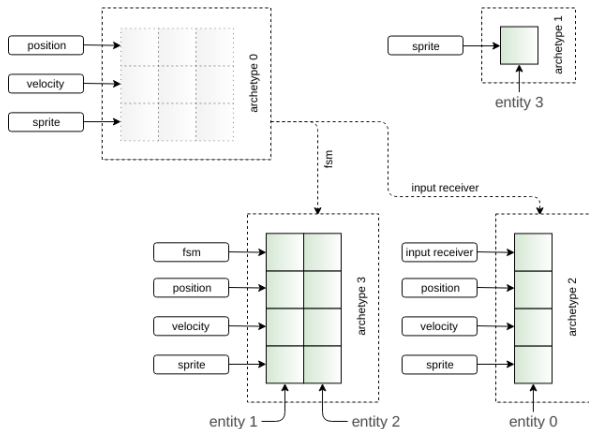 position
velocity
sprite
archetype 0
sprite
archetype 1
entity 3
fsm
input receiver
fsm
position
velocity
sprite
archetype 3
entity 1
entity 2
input receiver
position
velocity
sprite
archetype 2
entity 0